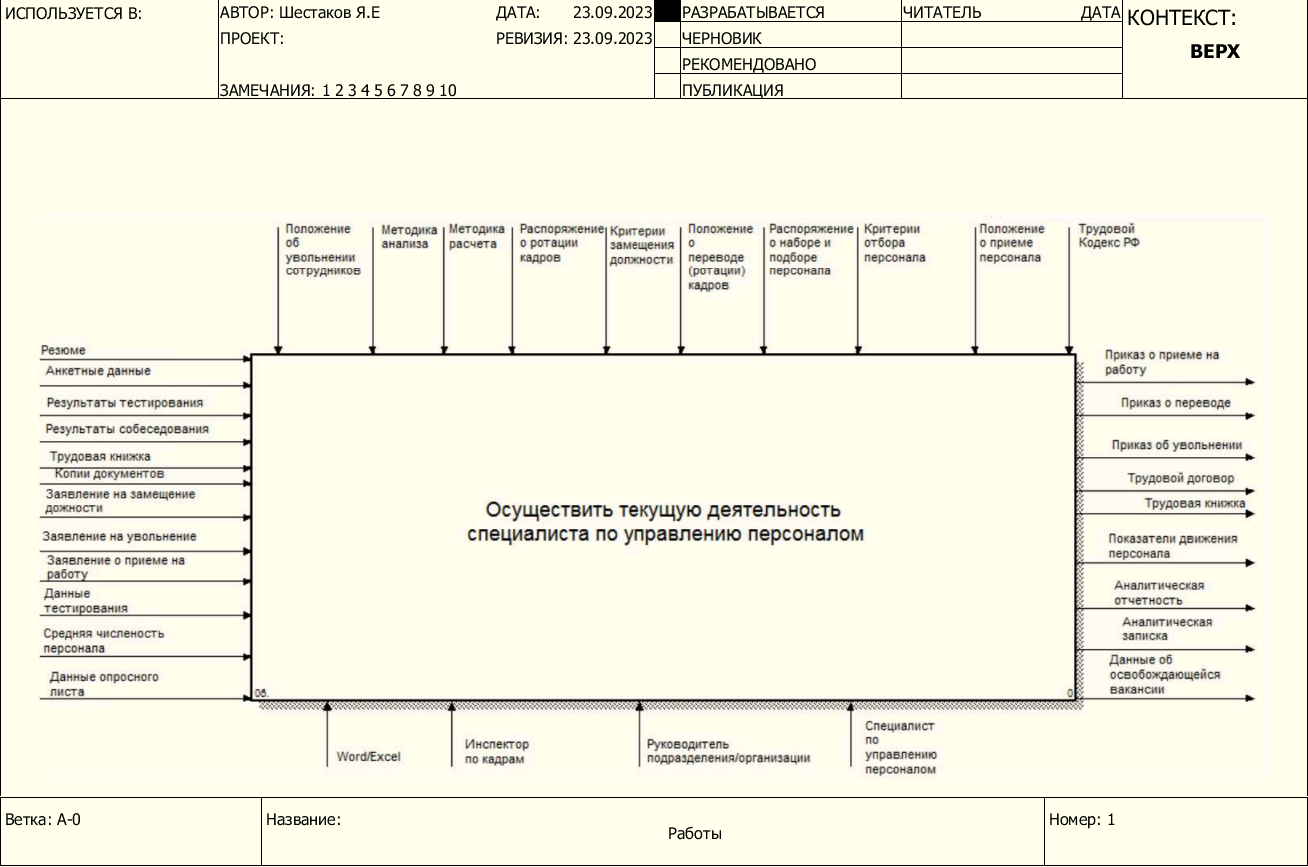 ИСПОЛЬЗУЕТСЯ В:
АВТОР: Шестаков Я.Е
ДАТА: 23.09.2023
РАЗРАБАТЫВАЕТСЯ
ЧИТАТЕЛЬ
ДАТА
КОНТЕКСТ:
ПРОЕКТ:
РЕВИЗИЯ: 23.09.2023
ЧЕРНОВИК
ВЕРХ
РЕКОМЕНДОВАНО
ЗАМЕЧАНИЯ: 1 2 3 4 5 6 7 8 9 10
ПУБЛИКАЦИЯ
Положение
об
увольнении
сотрудников
Методика
анализа
Методика
расчета
Распоряжение
о ротации
кадров
Критерии
замещения
должности
Положение
о
переводе
(ротации)
кадров
Распоряжение
о наборе и
подборе
персонала
Критерии
отбора
персонала
Положение
о приеме
персонала
Трудовой
Кодекс РФ
Резюме
Анкетные данные
Результаты тестирования
Результаты собеседования
Трудовая книжка
Копии документов
Заявление на замещение
дожности
Заявление на увольнение
Заявление о приеме на
работу
Данные
тестирования
Средняя численость
персонала
Данные опросного
листа
Осуществить текущую деятельность
специалиста по управлению персоналом
0
Приказ о приеме на
работу
Приказ о переводе
Приказ об увольнении
Трудовой договор
Трудовая книжка
Показатели движения
персонала
Аналитическая
отчетность
Аналитическая
записка
Данные об
освобождающейся
вакансии
Word/Excel
Инспектор
по кадрам
Руководитель
подразделения/организации
Специалист
по
управлению
персоналом
Ветка: A-0
Название:
Работы
Номер: 1